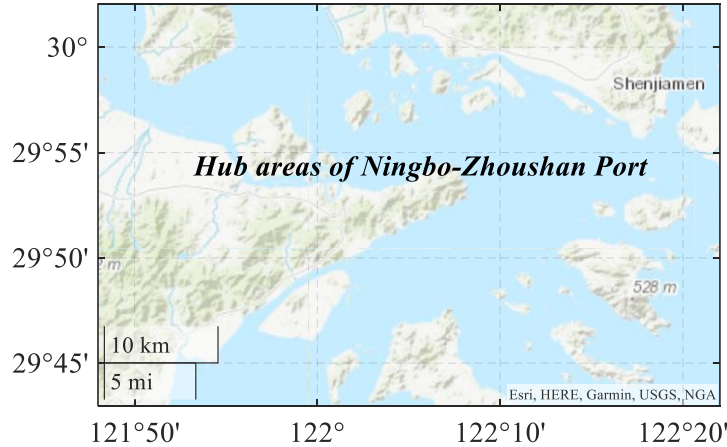 30°
Shenjiamen
29°55'
Hub areas of Ningbo-Zhoushan Port
29°50'
2 m
528 m
10 km
29°45'
5 mi
Esri, HERE, Garmin, USGS, NGA
121°50'
122°
122°10'
122°20'